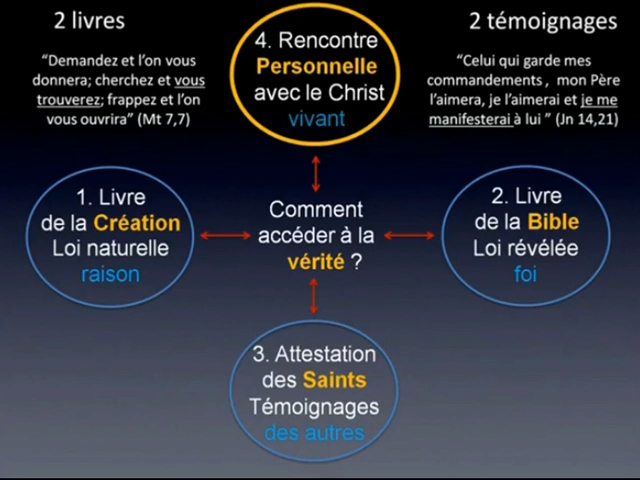 2 livres
“Demandez et l’on vous
donnera; cherchez et vous
trouverez; frappez et l’on
vous ouvrira” (Mt 7,7)
4. Rencontre
Personnelle
avec le Christ
vivant
2 témoignages
“Celui qui garde mes
commandements , mon Père
l’aimera, je l’aimerai et je me
manifesterai à lui ” (Jn 14,21)
1. Livre
de la Création
Loi naturelle
raison
Comment
accéder à la
vérité ?
2. Livre
de la Bible
Loi révélée
foi
3. Attestation
des Saints
Témoignages
des autres